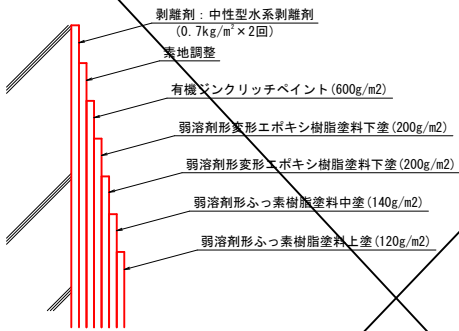 剥離剤：中性型水系剥離剤
(0.7kg/m²×2回)
素地調整
有機ジンクリッチペイント(600g/m2)
弱溶剤形変形エポキシ樹脂塗料下塗(200g/m2)
弱溶剤形変形エポキシ樹脂塗料下塗(200g/m2)
弱溶剤形ふっ素樹脂塗料中塗(140g/m2)
弱溶剤形ふっ素樹脂塗料上塗(120g/m2)